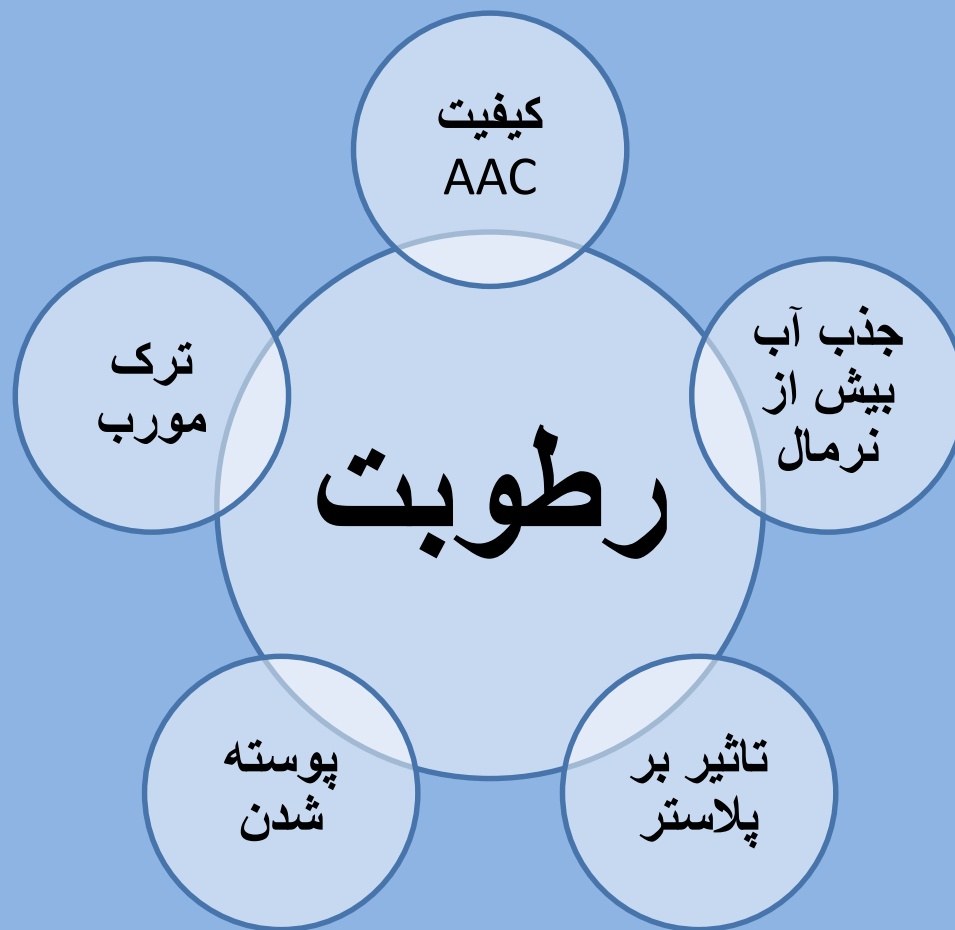 کیفیت
AAC
جذب آب
بیش از
نرمال
تاثیر بر
پلاستر
پوسته
شدن
ترک
مورب
رطوبت